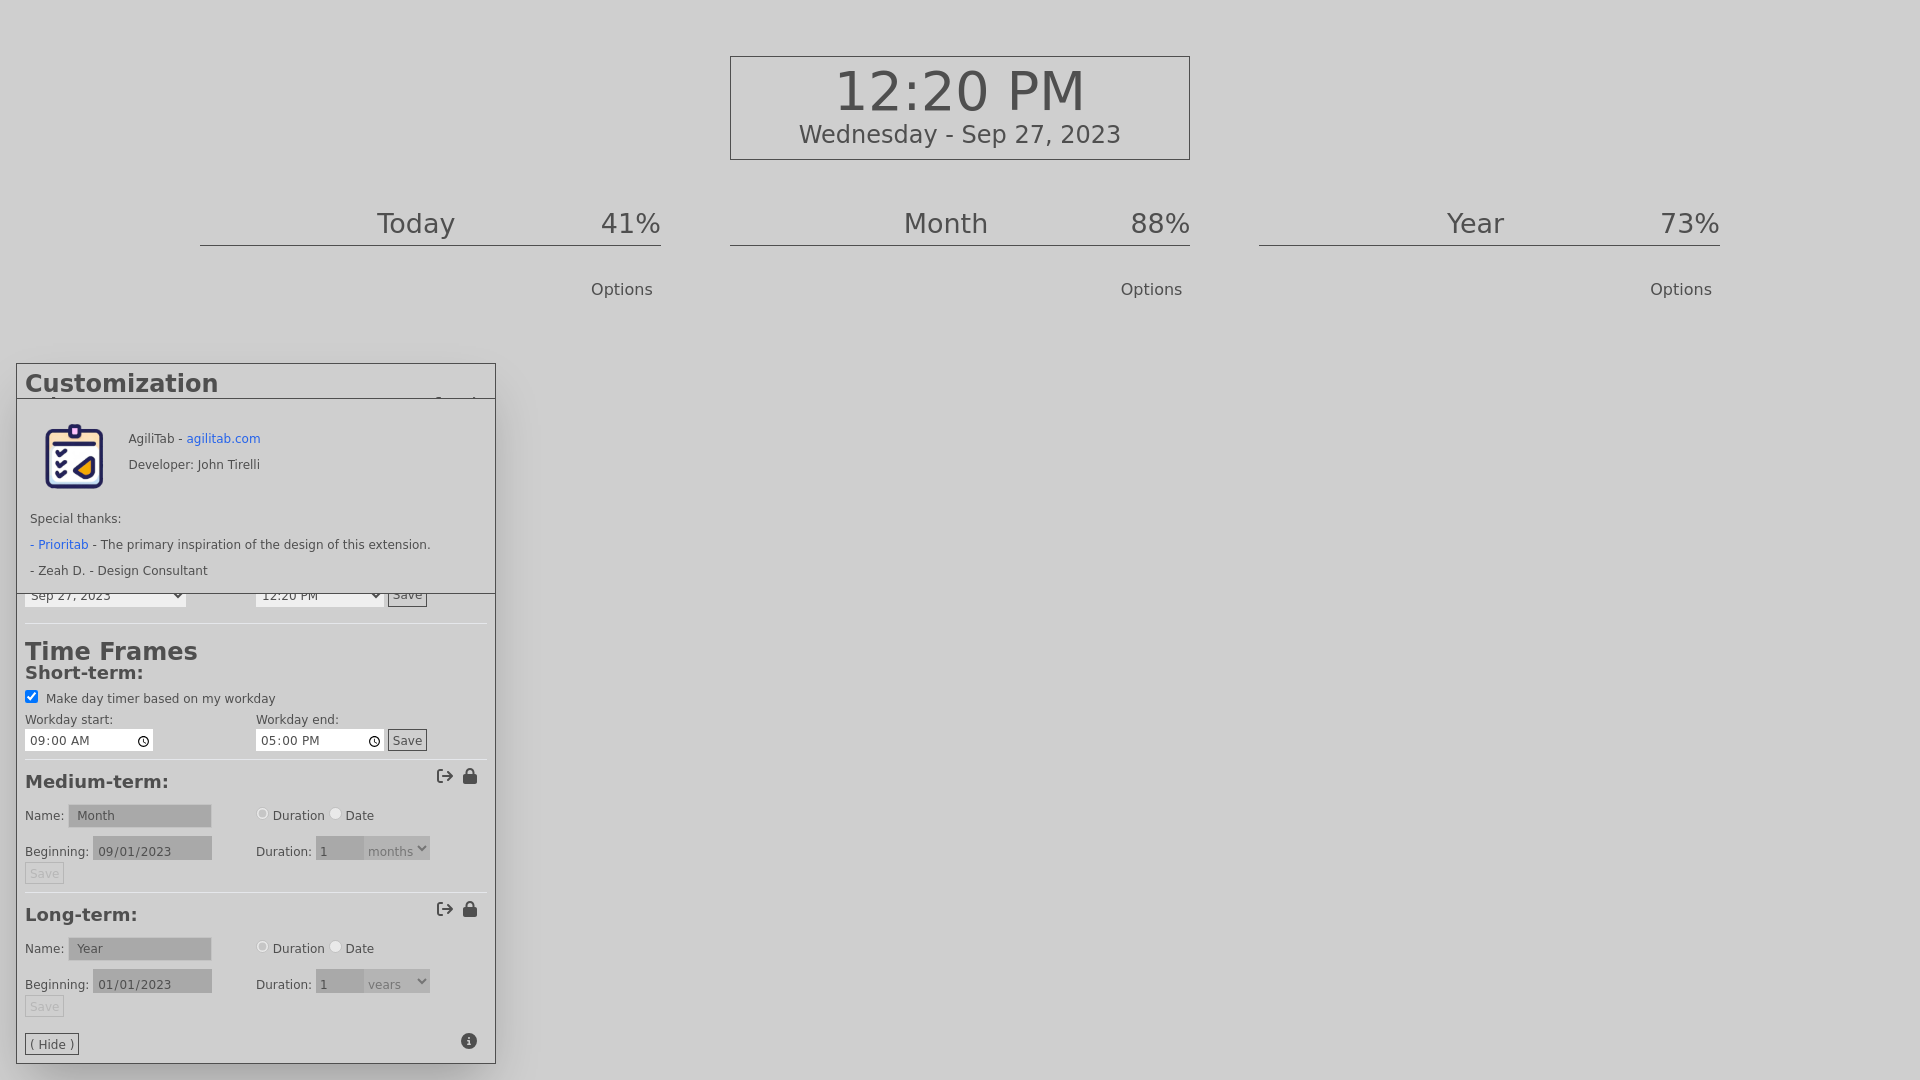 12:20 PM
Wednesday - Sep 27, 2023
Today 41%
Month 88%
Year 73%
Options
Options
Options
Customization
AgiliTab - agilitab.com
Developer: John Tirelli
Special thanks:
- Prioritab - The primary inspiration of the design of this extension.
- Zeah D. - Design Consultant
Sep 27, 2023 12:20 PM Save
Time Frames
Short-term:
Make day timer based on my workday
Workday start: Workday end:
09:00 AM 05:00 PM Save
Medium-term:
Name: Month Duration Date
Beginning: 09/01/2023 Duration: 1 months
Save
Long-term:
Name: Year Duration Date
Beginning: 01/01/2023 Duration: 1 years
Save
( Hide )